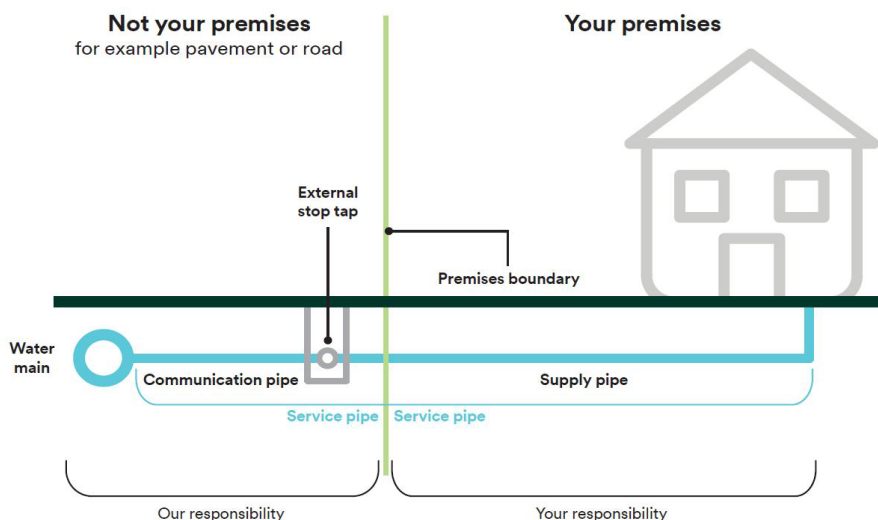 Not your premises
for example pavement or road
Your premises
External
stop tap
Premises boundary
Water
main
Communication pipe
Supply pipe
Service pipe
Service pipe
Our responsibility
Your responsibility